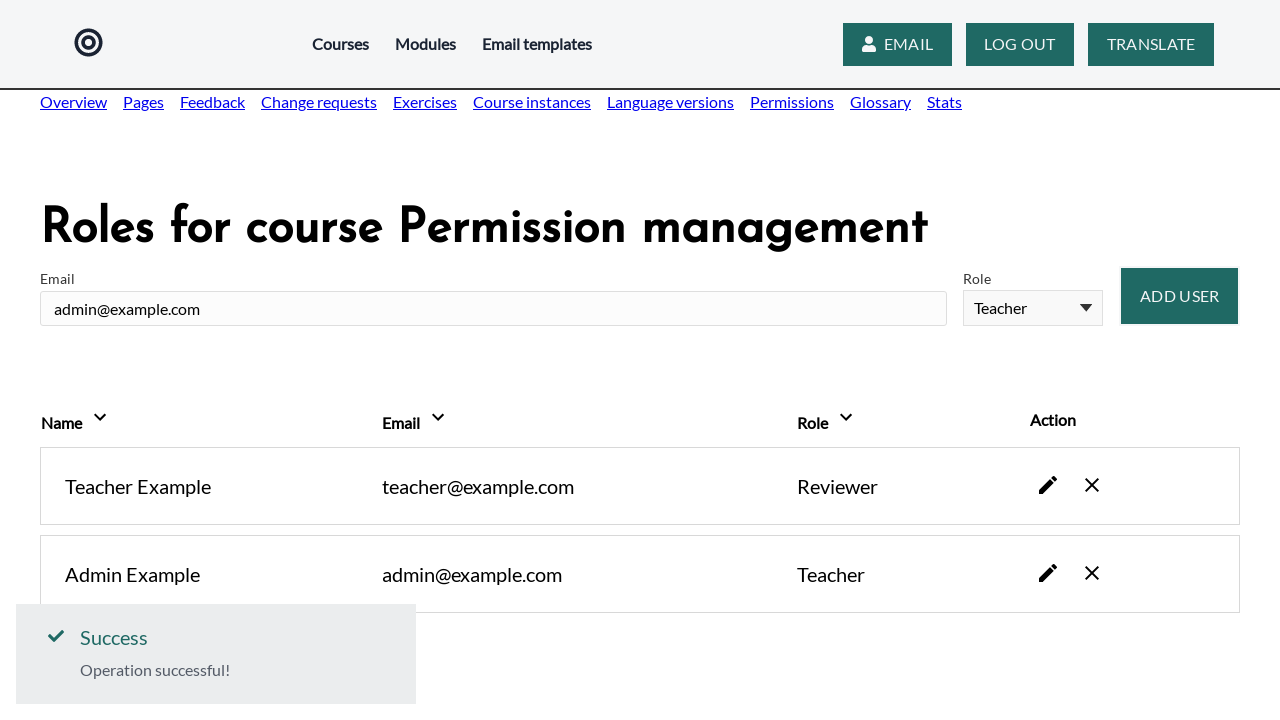 Courses Modules Email templates EMAIL LOG OUT TRANSLATE
Overview Pages Feedback Change requests Exercises Course instances Language versions Permissions Glossary Stats
Roles for course Permission management
Email Role
admin@example.com Teacher ADD USER
Name Email Role Action
Teacher Example teacher@example.com Reviewer
Admin Example admin@example.com Teacher
Success
Operation successful!